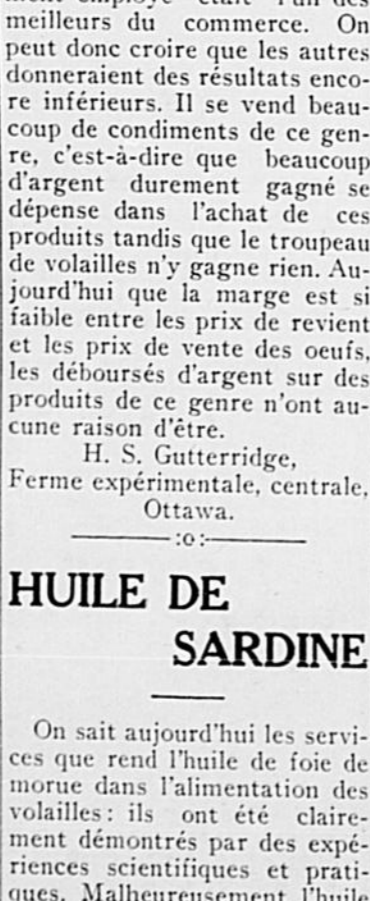 ment employé était l'un des
meilleurs du commerce. On
peut donc croire que les autres
donneraient des résultats enco-
re inférieurs. Il se vend beau-
coup de condiments de ce gen-
re, c'est-à-dire que beaucoup
d'argent durement gagné se
dépense dans l'achat de ces
produits tandis que le troupeau
de volailles n'y gagne rien. Au-
jourd'hui que la marge est si
faible entre les prix de revient
et les prix de vente des oeufs,
les déboursés d'argent sur des
produits de ce genre n'ont au-
cune raison d'être.
H. S. Gutterridge,
Ferme expérimentale, centrale,
Ottawa.
:o:
HUILE DE
SARDINE
On sait aujourd'hui les servi-
ces que rend l'huile de foie de
morue dans l'alimentation des
volailles: ils ont été claire-
ment démontrés par des expé-
riences scientifiques et prati-
ques. Malheureusement l'huile